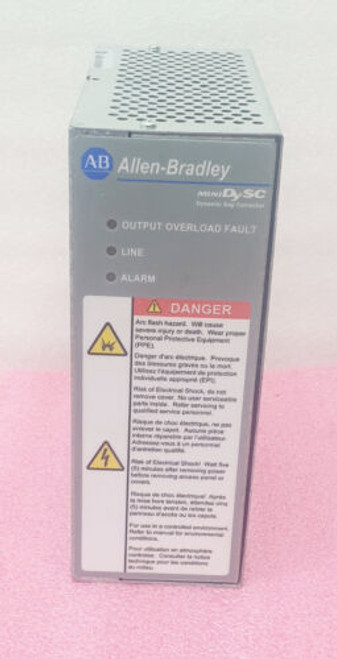 AB Allen-Bradley
MINI DySC
Dynamic Sag Corrector
OUTPUT OVERLOAD FAULT
LINE
ALARM
DANGER
Arc flash hazard. Will cause
severe injury or death. Wear proper
Personal Protective Equipment
(PPE).
Danger d'arc électrique. Provoque
des blessures graves ou la mort.
Utilisez l'équipement de protection
individuelle approprié (EPI).
Risk of Electrical Shock, do not
remove cover. No user serviceable
parts inside. Refer servicing to
qualified service personnel.
Risque de choc électrique, ne pas
enlever le capot. Aucune pièce
interne réparable par l'utilisateur.
Adressez-vous à un personnel
d'entretien qualifié.
Risk of Electrical Shock! Wait five
(5) minutes after removing power
before removing access panel or
covers.
Risque de choc électrique! Après
la mise hors tension, attendez cinq
(5) minutes avant de retirer le
panneau d'accès ou les capots.
For use in a controlled environment.
Refer to manual for environmental
conditions.
Pour utilisation en atmosphère
contrôlée. Consulter la notice
technique pour les conditions
du milieu.